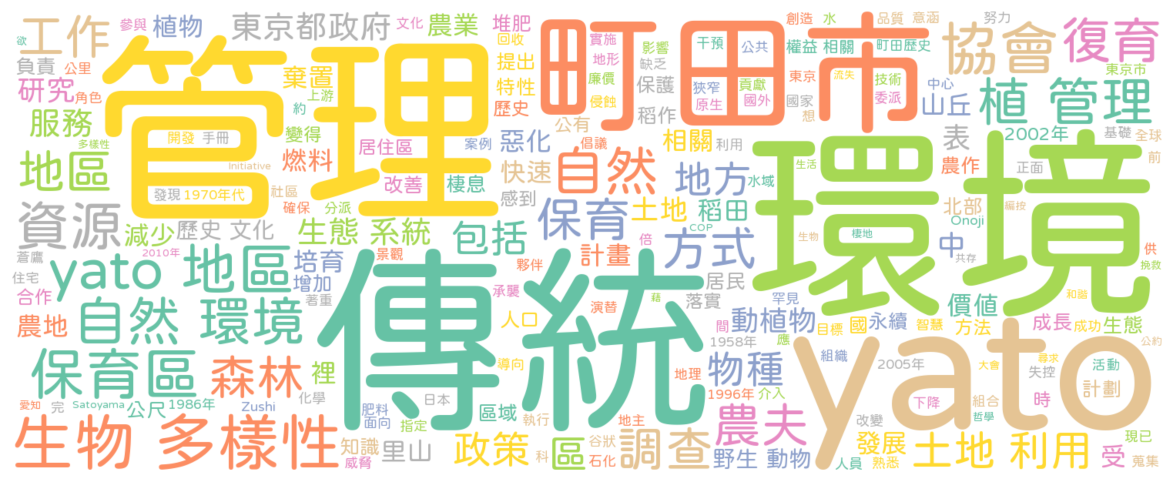 管理
町田市
傳統
環境
yato
工作
參與
植物
東京都政府
文化
農業
堆肥
實施
創造
水
品質
意涵
努力
協會
復育
欲
負責
公里
棄置
回收
提出
地形
影響
干預
公共
權益
相關
町田歷史
東京市
研究
角色
上游
特性
廉價
缺乏
保護
狹窄
貢獻
東京
流失
技術
中心
植 管理
服務
約
歷史
侵蝕
稻作
原生
國外
國家
委派
山丘
多樣性
開發
手冊
變得
居住區
案例
惡化
公有
倡議
相關
利用
想
表
2002年
基礎
全球
地區
Initiative
燃料
快速
自然
地方
水域
生活
農作
正面
前
發現
1970年代
社區
改善
棲息
感到
編按
確保
分派
資源
減少
歷史 文化
生態 系統
包括
保育
土地
稻田
生物
棲地
北部
Onoji
蒼鷹
2010年
景觀
倍
COP
方式
中
共存
供
挽救
yato 地區
培育
夥伴
計畫
居民
住宅
增加
承襲
著重
落實
罕見
價值
和諧
合作
自然 環境
人口
演替
藉
間
動植物
目標
國
永續
智慧
方法
成長
成功
生態
農地
1958年
應
公約
保育區
森林
裡
導向
地理
物種
組織
2005年
大會
尋求
失控
活動
化學
日本
1996年
介入
下降
組合
時
計劃
愛知
完
Satoyama
公尺
1986年
Zushi
肥料
面向
指定
區域
執行
地主
農夫
改變
哲學
現已
生物 多樣性
知識
威脅
里山
政策
科
區
谷狀
石化
調查
野生 動物
人員
發展
熟悉
土地 利用
受
蒐集